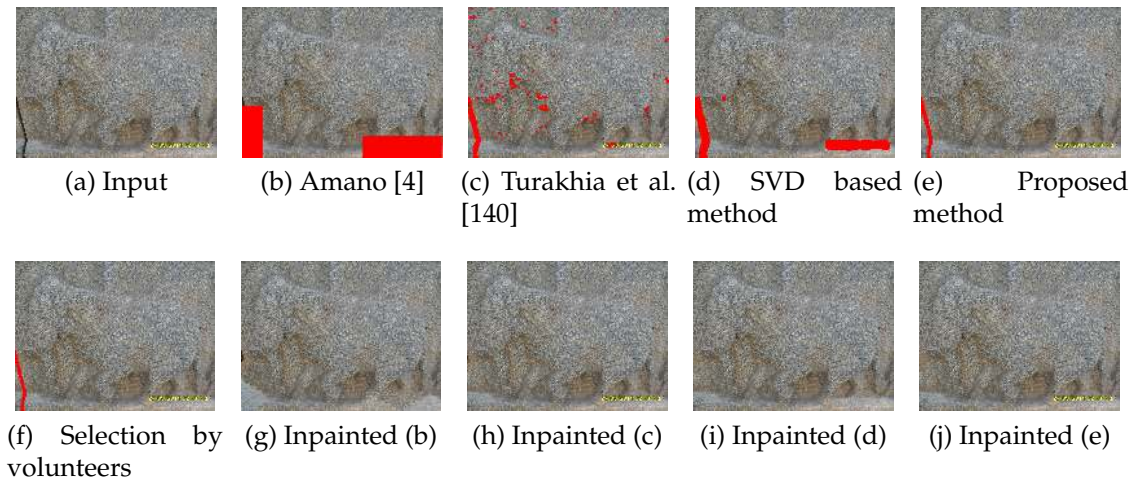 (a) Input
(b) Amano [4]
(c) Turakhia et al.
[140]
(d) SVD based
method
(e) Proposed
method
(f) Selection by
volunteers
(g) Inpainted (b)
(h) Inpainted (c)
(i) Inpainted (d)
(j) Inpainted (e)